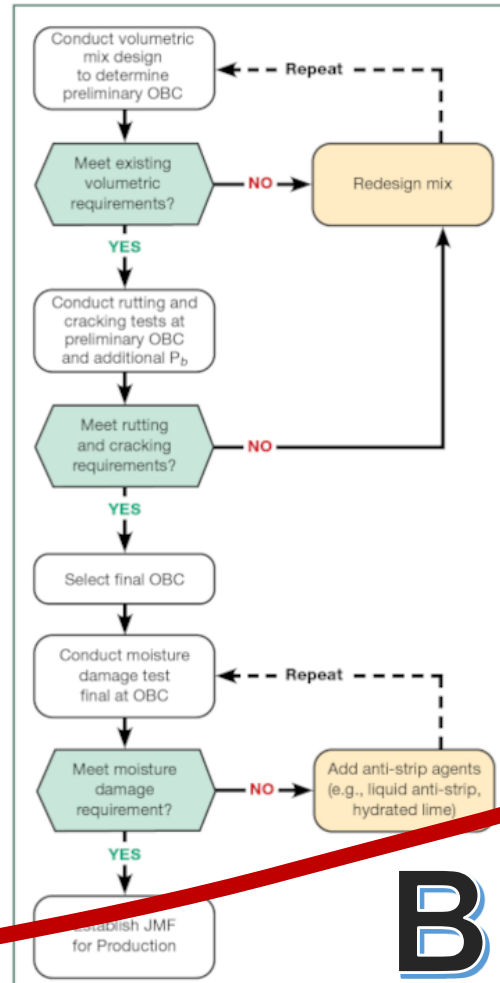 Conduct volumetric
mix design
to determine
preliminary OBC
Repeat
Meet existing
volumetric
requirements?
NO
Redesign mix
YES
Conduct rutting and
cracking tests at
preliminary OBC
and additional Pb
Meet rutting
and cracking
requirements?
NO
YES
Select final OBC
Conduct moisture
damage test
final at OBC
Repeat
Meet moisture
damage
requirement?
NO
Add anti-strip agents
(e.g., liquid anti-strip,
hydrated lime)
YES
Establish JMF
for Production
B